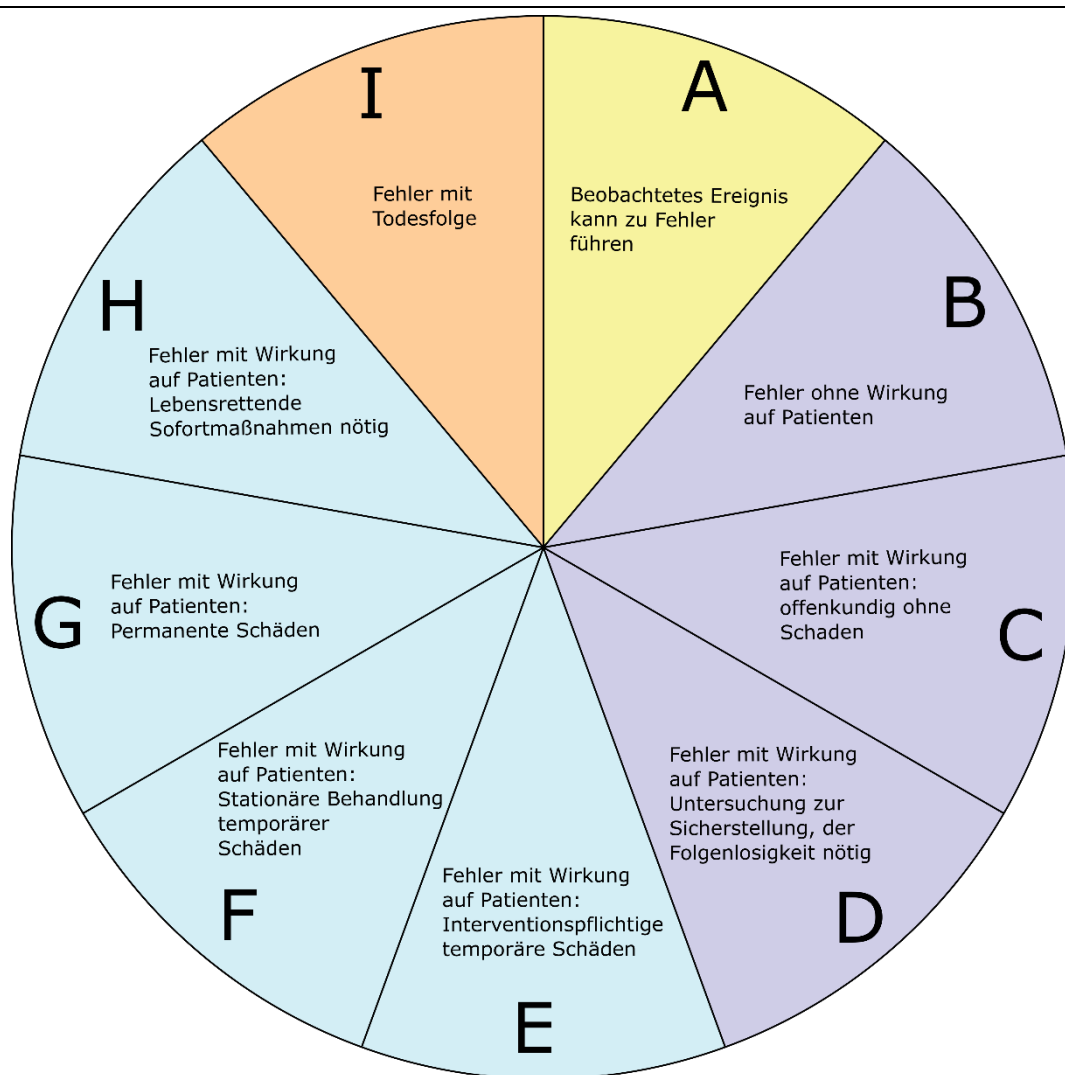 A
Beobachtetes Ereignis
kann zu Fehler
führen
B
Fehler ohne Wirkung
auf Patienten
C
Fehler mit Wirkung
auf Patienten:
offenkundig ohne
Schaden
D
Fehler mit Wirkung
auf Patienten:
Untersuchung zur
Sicherstellung, der
Folgenlosigkeit nötig
E
Fehler mit Wirkung
auf Patienten:
Interventionspflichtige
temporäre Schäden
F
Fehler mit Wirkung
auf Patienten:
Stationäre Behandlung
temporärer
Schäden
G
Fehler mit Wirkung
auf Patienten:
Permanente Schäden
H
Fehler mit Wirkung
auf Patienten:
Lebensrettende
Sofortmaßnahmen nötig
I
Fehler mit
Todesfolge